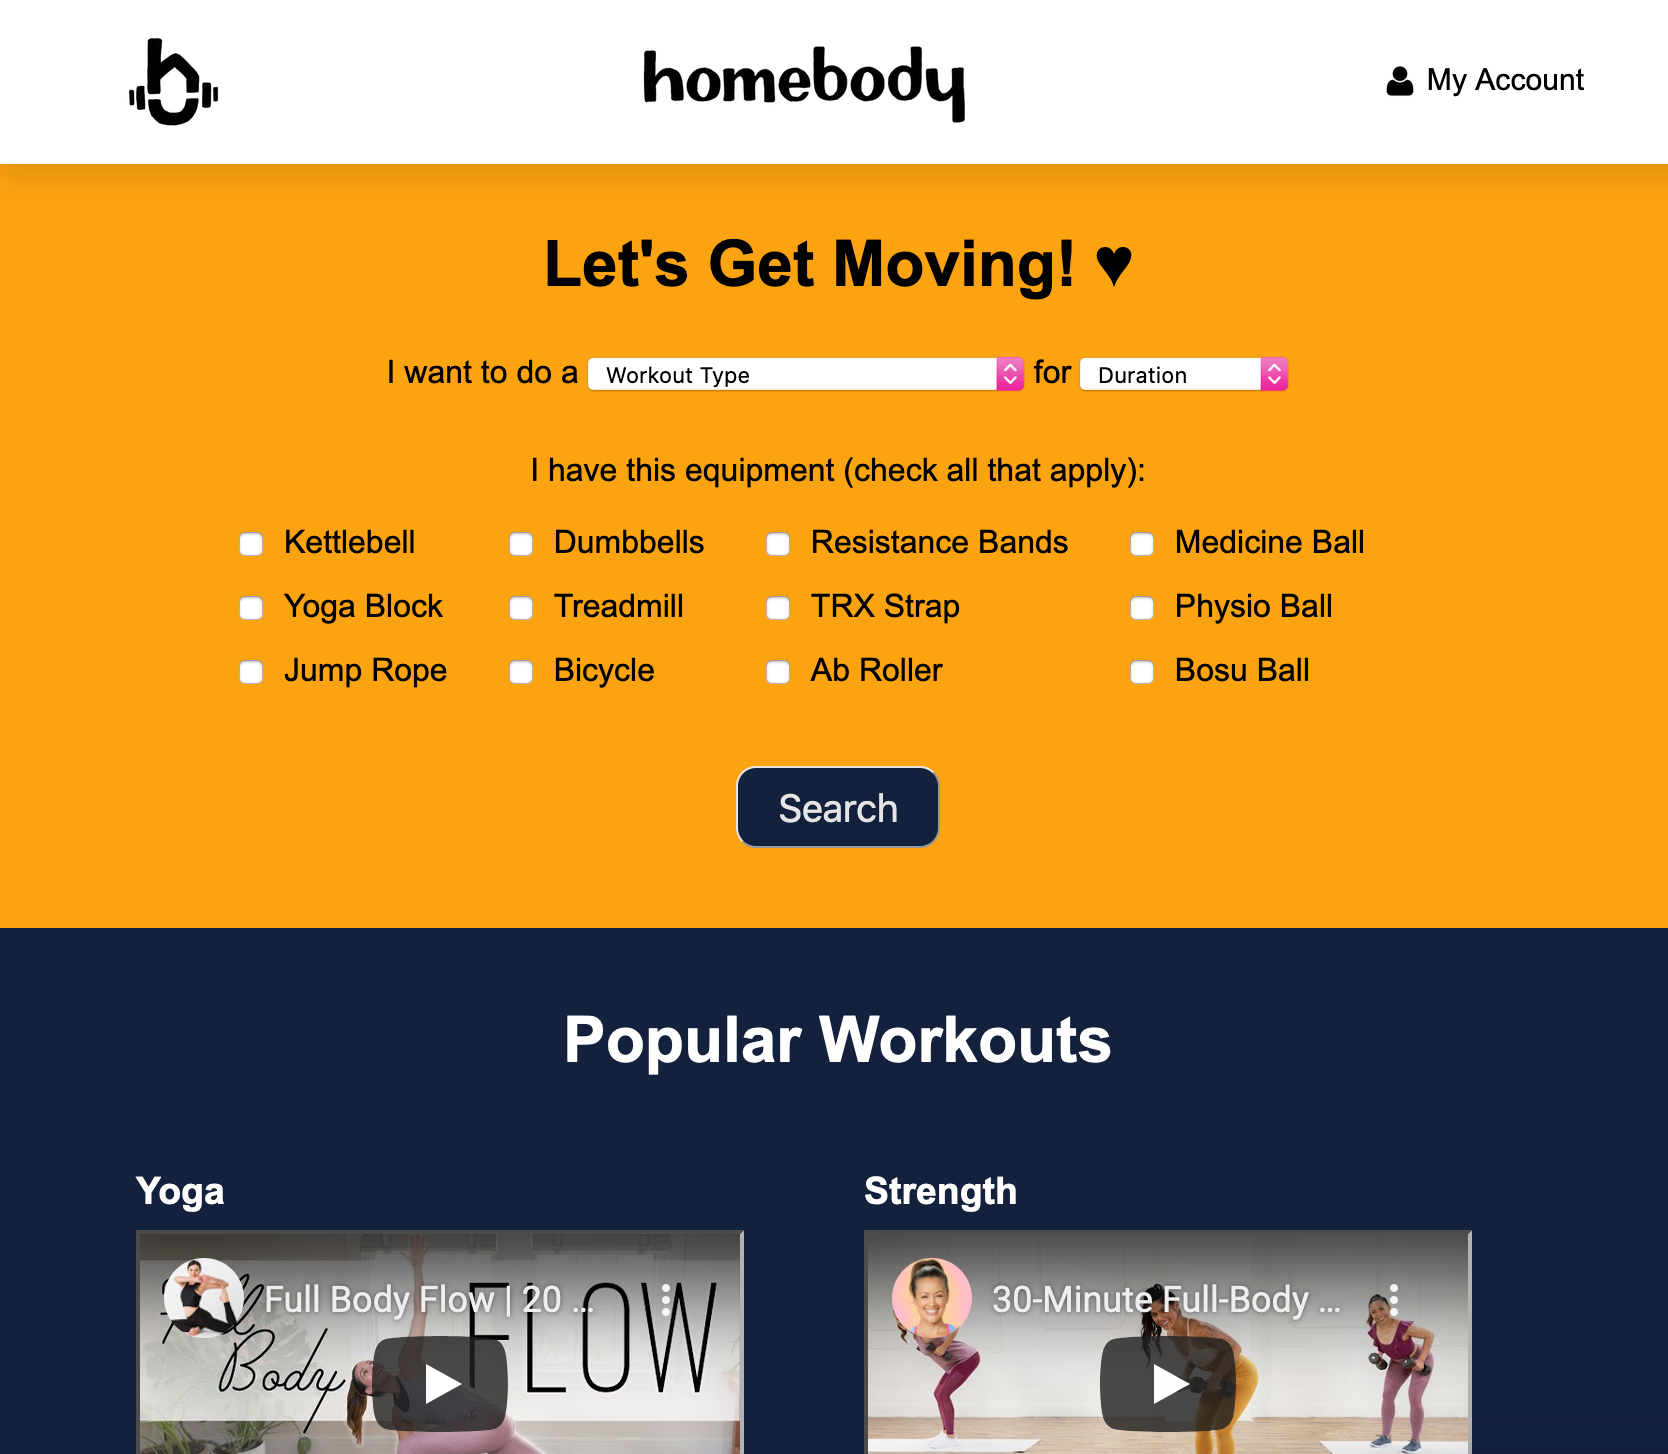 homebody
My Account
Let's Get Moving! ♥
I want to do a Workout Type for Duration
I have this equipment (check all that apply):
Kettlebell Dumbbells Resistance Bands Medicine Ball
Yoga Block Treadmill TRX Strap Physio Ball
Jump Rope Bicycle Ab Roller Bosu Ball
Search
Popular Workouts
Yoga Strength
Full Body Flow | 20 ...
30-Minute Full-Body ...
FLOW
Body